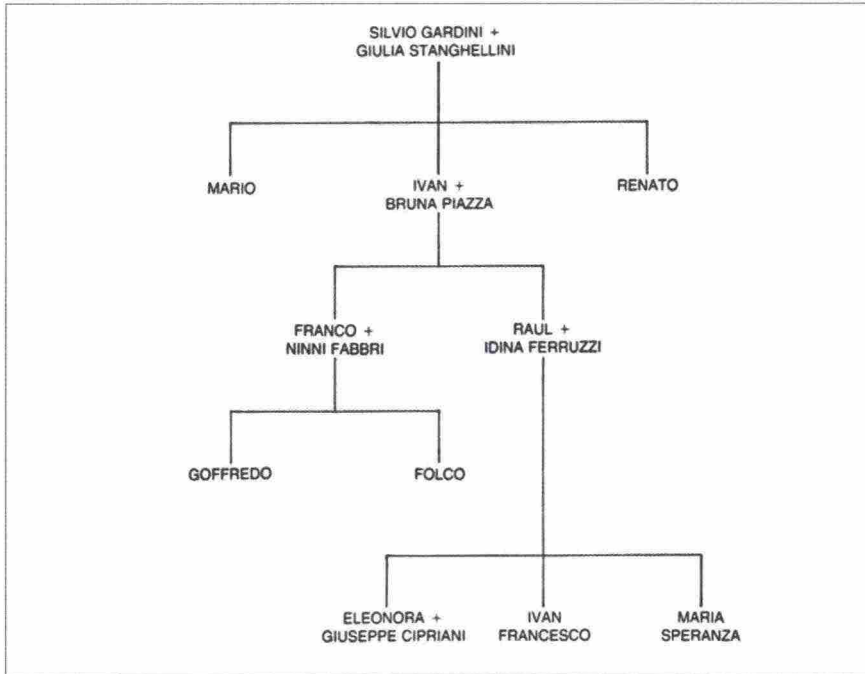 SILVIO GARDINI +
GIULIA STANGHELLINI
MARIO
IVAN +
BRUNA PIAZZA
RENATO
FRANCO +
NINNI FABBRI
RAUL +
IDINA FERRUZZI
GOFFREDO
FOLCO
ELEONORA +
GIUSEPPE CIPRIANI
IVAN
FRANCESCO
MARIA
SPERANZA